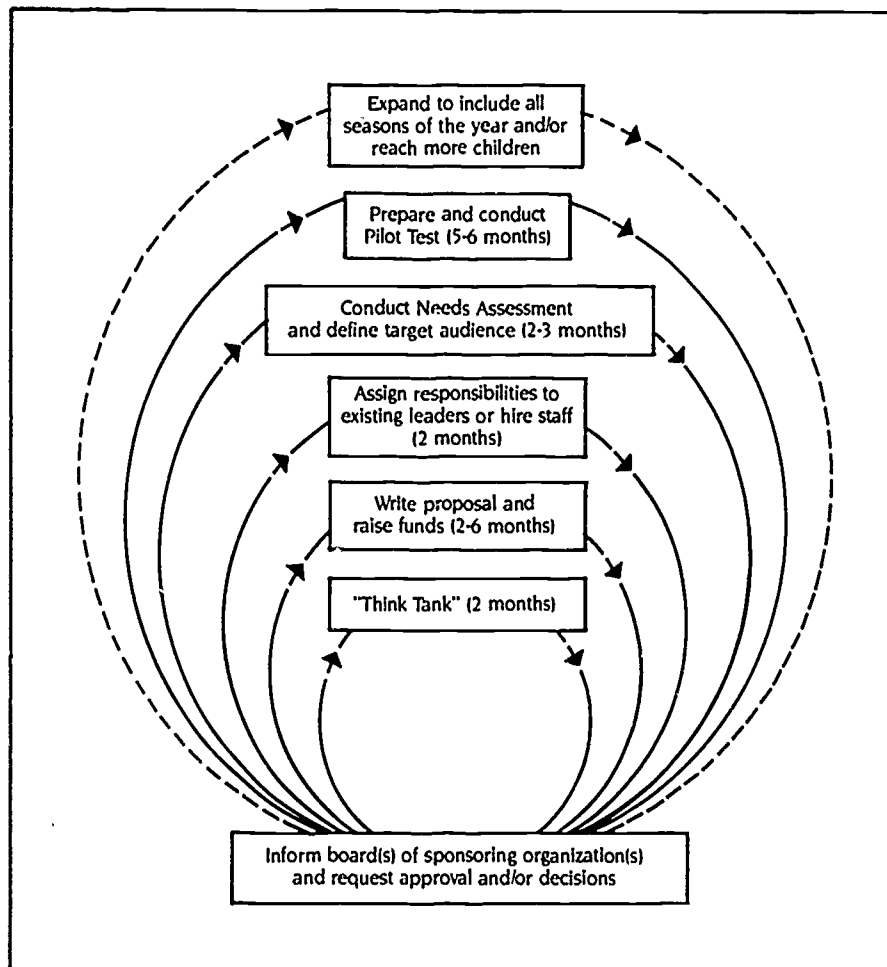 Expand to include all
seasons of the year and/or
reach more children
Prepare and conduct
Pilot Test (5-6 months)
Conduct Needs Assessment
and define target audience (2-3 months)
Assign responsibilities to
existing leaders or hire staff
(2 months)
Write proposal and
raise funds (2-6 months)
"Think Tank" (2 months)
Inform board(s) of sponsoring organization(s)
and request approval and/or decisions